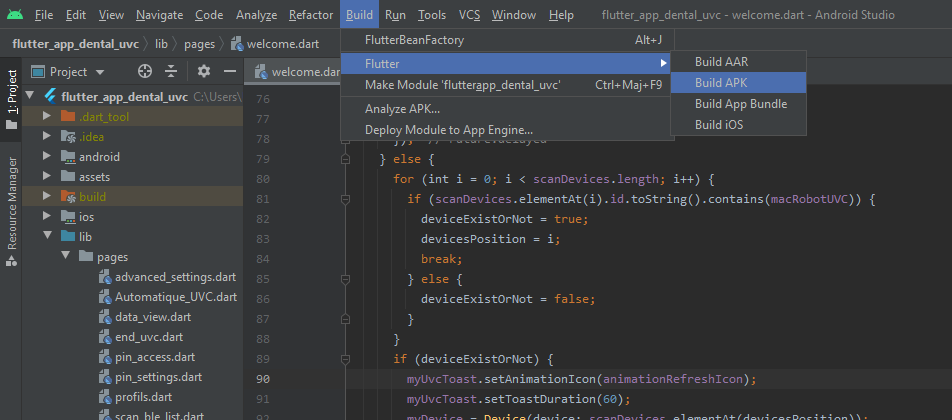 File Edit View Navigate Code Analyze Refactor Build Run Tools VCS Window Help flutter_app_dental_uvc - welcome.dart - Android Studio
flutter_app_dental_uvc lib pages welcome.dart
FlutterBeanFactory Alt+J
Flutter
Make Module 'flutterapp_dental_uvc' Ctrl+Maj+F9
Analyze APK...
Deploy Module to App Engine...
Build AAR
Build APK
Build App Bundle
Build iOS
1: Project
Resource Manager
Project
flutter_app_dental_uvc C:\Users\
.dart_tool
.idea
android
assets
build
ios
lib
pages
advanced_settings.dart
Automatique_UVC.dart
data_view.dart
end_uvc.dart
pin_access.dart
pin_settings.dart
profils.dart
scan_ble_list.dart
welcome.dar
76
77
78 }); // Future.delayed
79 } else {
80 for (int i = 0; i < scanDevices.length; i++) {
81 if (scanDevices.elementAt(i).id.toString().contains(macRobotUVC)) {
82 deviceExistOrNot = true;
83 devicesPosition = i;
84 break;
85 } else {
86 deviceExistOrNot = false;
87 }
88 }
89 if (deviceExistOrNot) {
90 myUvcToast.setAnimationIcon(animationRefreshIcon);
91 myUvcToast.setToastDuration(60);
92 myDevice = Device(device: scanDevices.elementAt(devicesPosition));